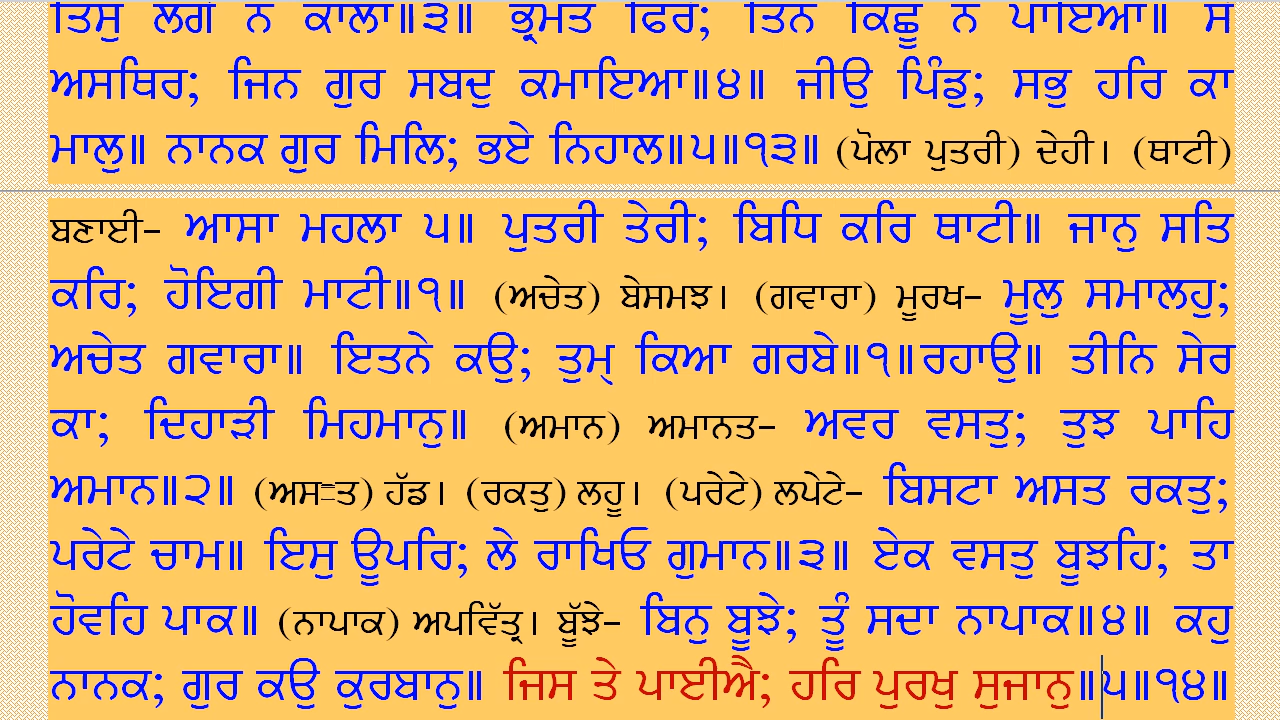 ਤਿਸੁ ਲਗੈ ਨ ਕਾਲਾ॥੩॥ ਭ੍ਰਮਤ ਫਿਰੇ; ਤਿਨ ਕਿਛੂ ਨ ਪਾਇਆ॥ ਸੇ
ਅਸਥਿਰ; ਜਿਨ ਗੁਰ ਸਬਦੁ ਕਮਾਇਆ॥੪॥ ਜੀਉ ਪਿੰਡੁ; ਸਭੁ ਹਰਿ ਕਾ
ਮਾਲੁ॥ ਨਾਨਕ ਗੁਰ ਮਿਲਿ; ਭਏ ਨਿਹਾਲ॥੫॥੧੩॥ (ਪੋਲਾ ਪੁਤਰੀ) ਦੇਹੀ। (ਥਾਟੀ)
ਬਣਾਈ– ਆਸਾ ਮਹਲਾ ੫॥ ਪੁਤਰੀ ਤੇਰੀ; ਬਿਧਿ ਕਰਿ ਥਾਟੀ॥ ਜਾਨੁ ਸਤਿ
ਕਰਿ; ਹੋਇਗੀ ਮਾਟੀ॥੧॥ (ਅਚੇਤ) ਬੇਸਮਝ। (ਗਵਾਰਾ) ਮੂਰਖ– ਮੂਲੁ ਸਮਾਲਹੁ;
ਅਚੇਤ ਗਵਾਰਾ॥ ਇਤਨੇ ਕਉ; ਤੁਮ੍ ਕਿਆ ਗਰਬੇ॥੧॥ਰਹਾਉ॥ ਤੀਨਿ ਸੇਰ
ਕਾ; ਦਿਹਾੜੀ ਮਿਹਮਾਨੁ॥ (ਅਮਾਨ) ਅਮਾਨਤ– ਅਵਰ ਵਸਤੁ; ਤੁਝ ਪਾਹਿ
ਅਮਾਨ॥੨॥ ਹੱਡ। (ਰਕਤੁ) ਲਹੂ। (ਪਰੇਟੇ) ਲਪੇਟੇ– ਬਿਸਟਾ ਅਸਤ ਰਕਤੁ;
ਪਰੇਟੇ ਚਾਮ॥ ਇਸੁ ਊਪਰਿ; ਲੇ ਰਾਖਿਓ ਗੁਮਾਨ॥੩॥ ਏਕ ਵਸਤੁ ਬੂਝਹਿ; ਤਾ
ਹੋਵਹਿ ਪਾਕ॥ (ਨਾਪਾਕ) ਅਪਵਿੱਤ੍ਰ। ਬੂੱਝੇ– ਬਿਨੁ ਬੂਝੇ; ਤੂੰ ਸਦਾ ਨਾਪਾਕ॥੪॥ ਕਹੁ
ਨਾਨਕ; ਗੁਰ ਕਉ ਕੁਰਬਾਨੁ॥ ਜਿਸ ਤੇ ਪਾਈਐ; ਹਰਿ ਪੁਰਖੁ ਸੁਜਾਨੁ॥੫॥੧੪॥